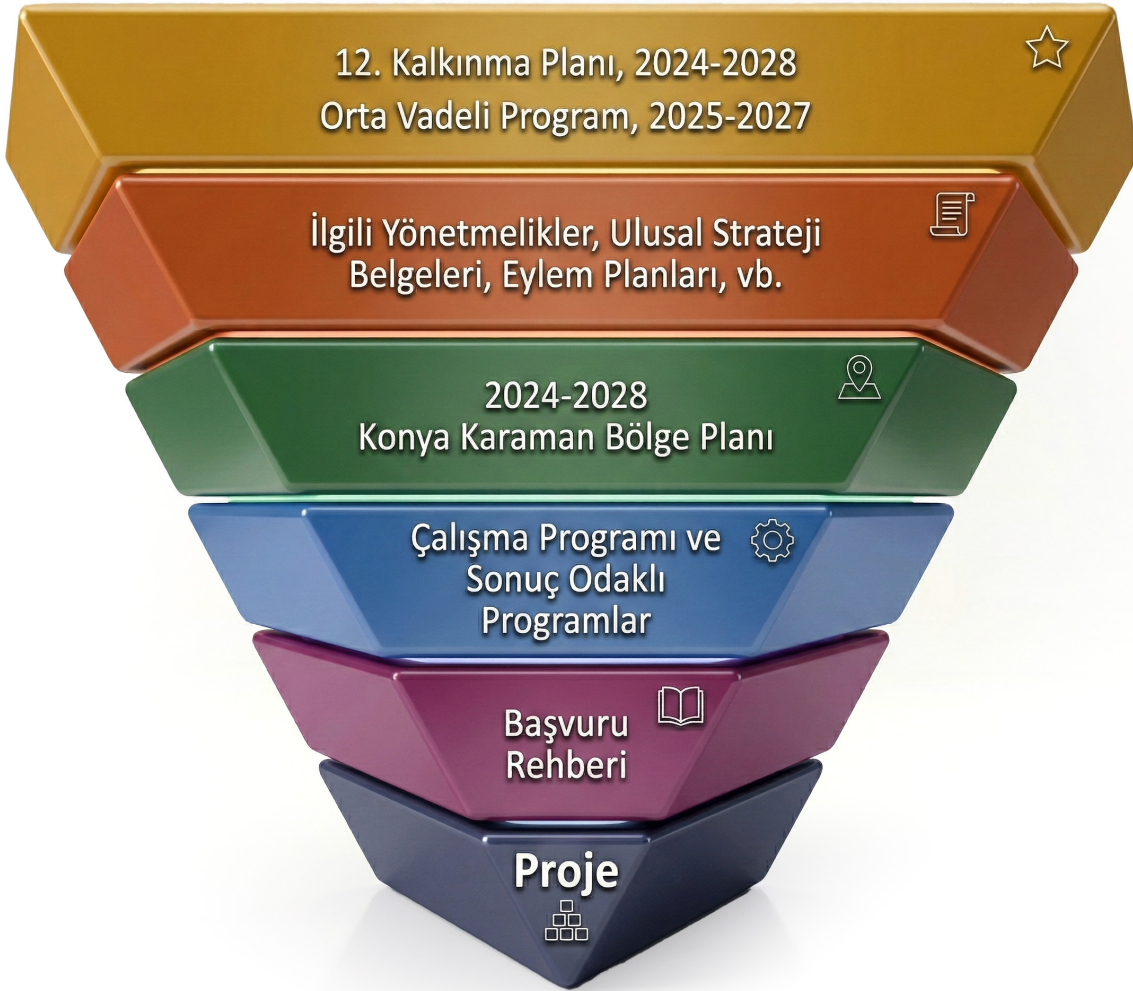 12. Kalkınma Planı, 2024-2028
Orta Vadeli Program, 2025-2027
İlgili Yönetmelikler, Ulusal Strateji
Belgeleri, Eylem Planları, vb.
2024-2028
Konya Karaman Bölge Planı
Çalışma Programı ve
Sonuç Odaklı
Programlar
Başvuru
Rehberi
Proje